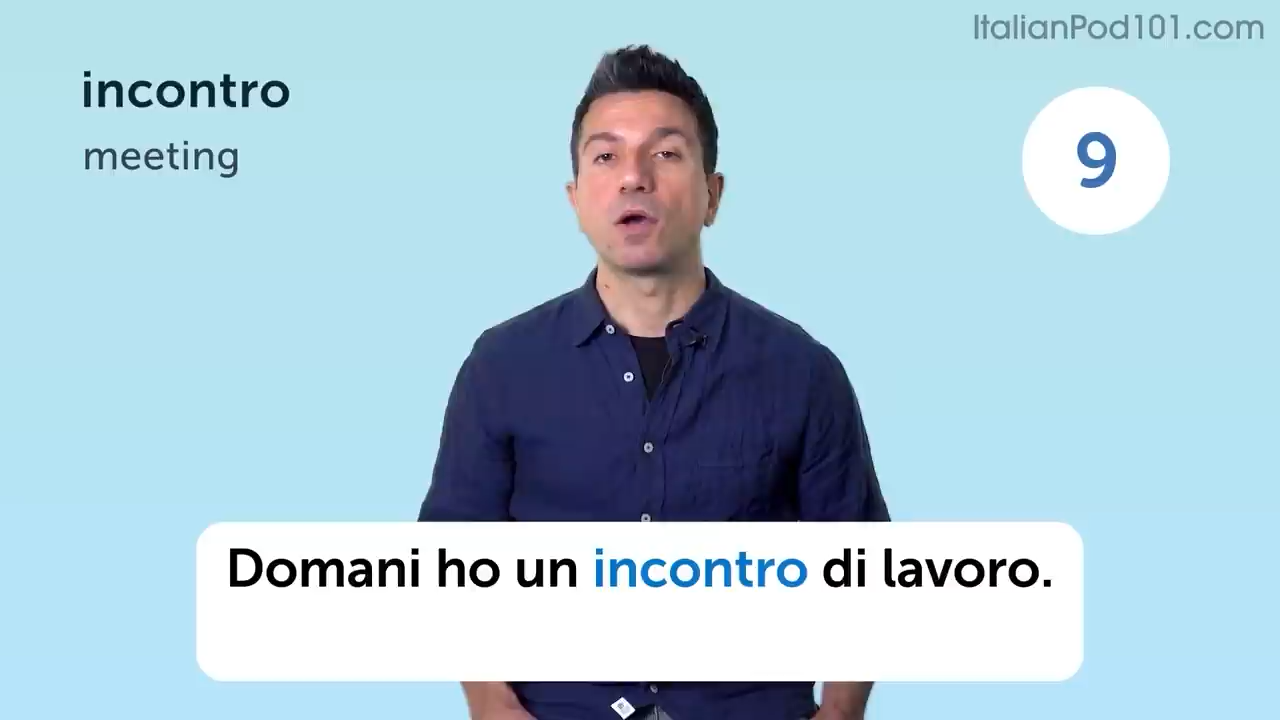 ItalianPod101.com
incontro
meeting
9
Domani ho un incontro di lavoro.